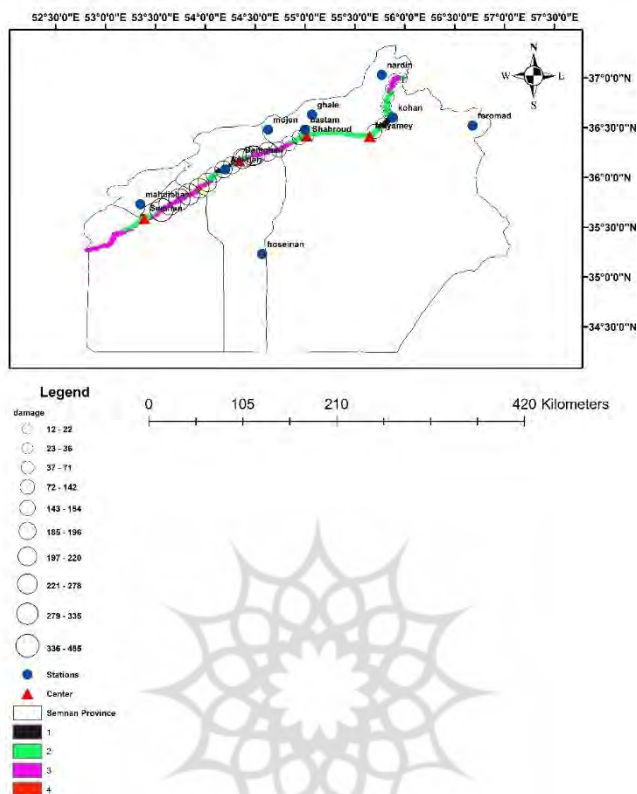 52°30'0"E 53°0'0"E 53°30'0"E 54°0'0"E 54°30'0"E 55°0'0"E 55°30'0"E 56°0'0"E 56°30'0"E 57°0'0"E 57°30'0"E
N
W E
S
37°0'0"N
36°30'0"N
36°0'0"N
35°30'0"N
35°0'0"N
34°30'0"N
nardin
ghale
mojen
bastam
Shahroud
kohan
Mayamey
foromad
Semnan
hoseinan
Legend
damage
12 - 22
23 - 36
37 - 71
72 - 142
143 - 184
185 - 196
197 - 220
221 - 278
279 - 335
Stations
Center
Semnan Province
1
2
3
4
0 105 210 420 Kilometers